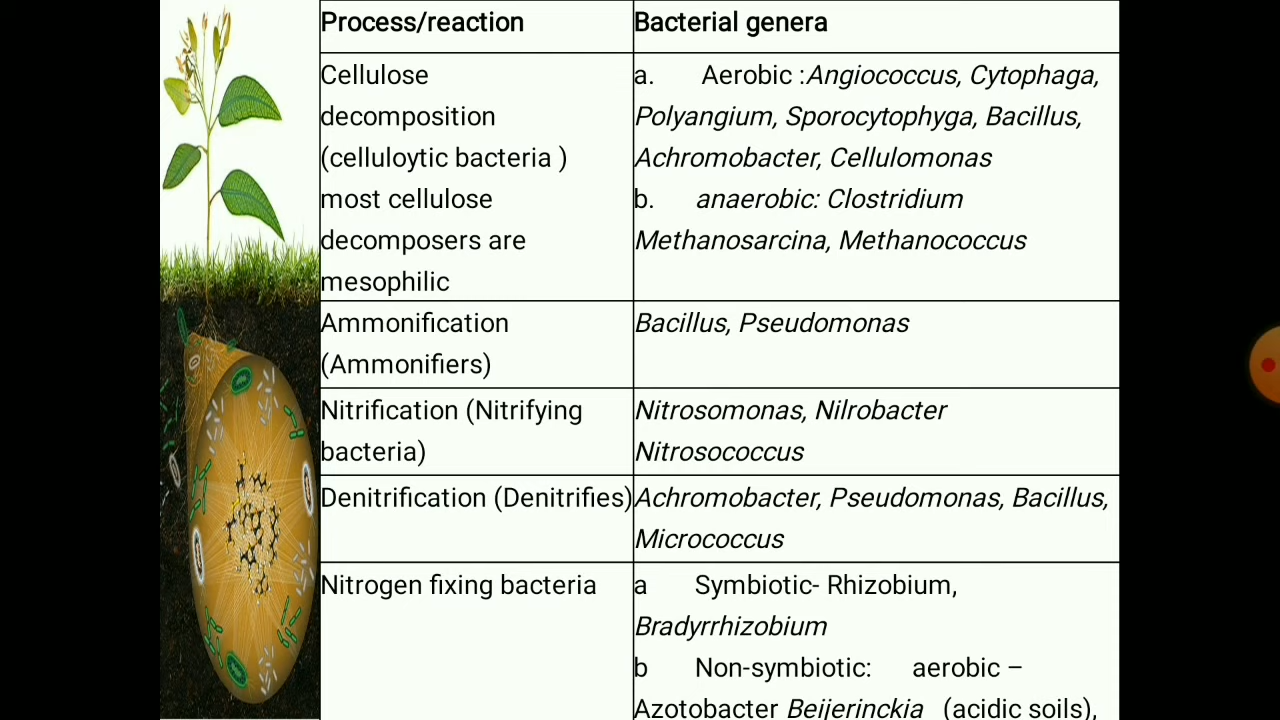 Process/reaction
Bacterial genera
Cellulose
decomposition
(celluloytic bacteria )
most cellulose
decomposers are
mesophilic
a. Aerobic :Angiococcus, Cytophaga,
Polyangium, Sporocytophyga, Bacillus,
Achromobacter, Cellulomonas
b. anaerobic: Clostridium
Methanosarcina, Methanococcus
Ammonification
(Ammonifiers)
Bacillus, Pseudomonas
Nitrification (Nitrifying
bacteria)
Nitrosomonas, Nilrobacter
Nitrosococcus
Denitrification (Denitrifies)
Achromobacter, Pseudomonas, Bacillus,
Micrococcus
Nitrogen fixing bacteria
a Symbiotic- Rhizobium,
Bradyrrhizobium
b Non-symbiotic: aerobic –
Azotobacter Beijerinckia (acidic soils),